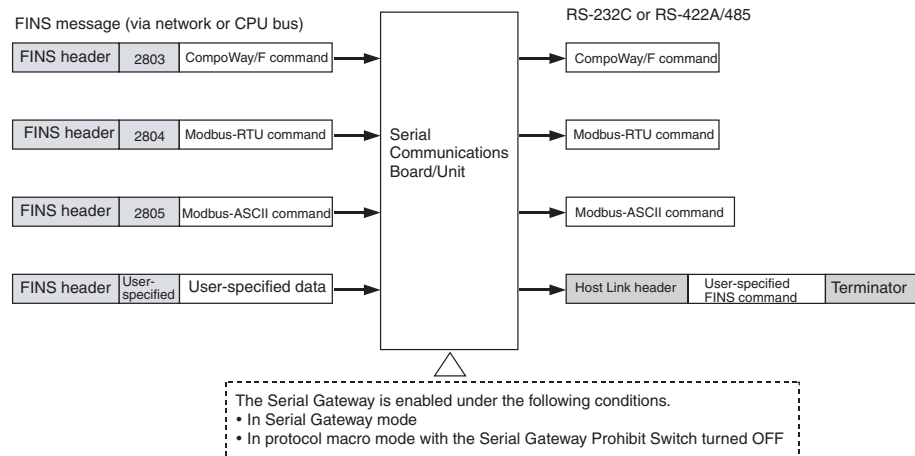 FINS message (via network or CPU bus)
RS-232C or RS-422A/485
FINS header 2803 CompoWay/F command
CompoWay/F command
FINS header 2804 Modbus-RTU command
Serial
Communications
Board/Unit
Modbus-RTU command
FINS header 2805 Modbus-ASCII command
Modbus-ASCII command
FINS header User-
specified User-specified data
Host Link header User-specified
FINS command Terminator
The Serial Gateway is enabled under the following conditions.
• In Serial Gateway mode
• In protocol macro mode with the Serial Gateway Prohibit Switch turned OFF